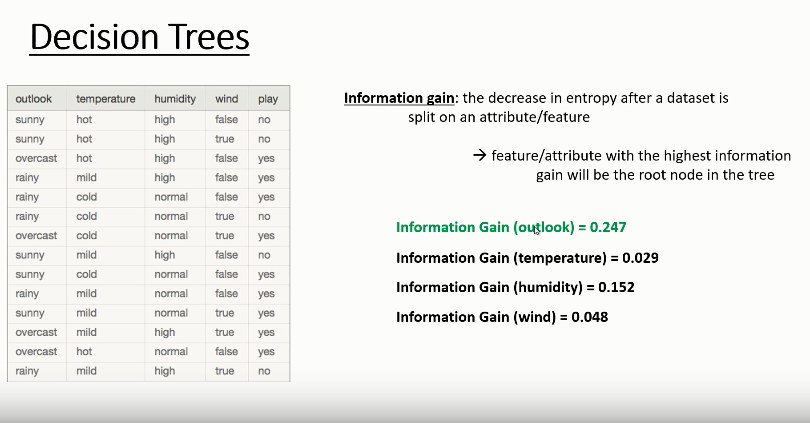 Decision Trees
outlook temperature humidity wind play
sunny hot high false no
sunny hot high true no
overcast hot high false yes
rainy mild high false yes
rainy cold normal false yes
rainy cold normal true no
overcast cold normal true yes
sunny mild high false no
sunny cold normal false yes
rainy mild normal false yes
sunny mild normal true yes
overcast mild high true yes
overcast hot normal false yes
rainy mild high true no
Information gain: the decrease in entropy after a dataset is
split on an attribute/feature
→ feature/attribute with the highest information
gain will be the root node in the tree
Information Gain (outlook) = 0.247
Information Gain (temperature) = 0.029
Information Gain (humidity) = 0.152
Information Gain (wind) = 0.048